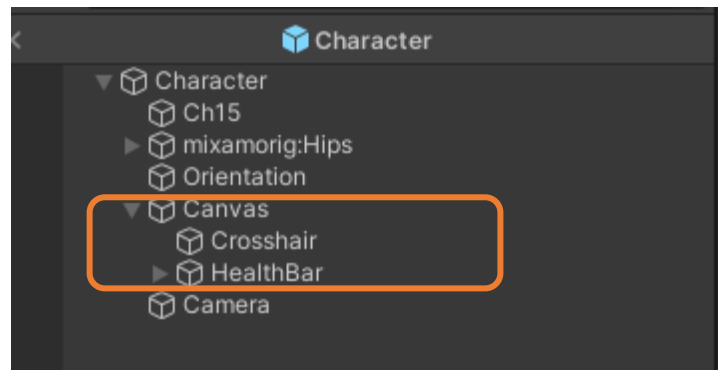 Character
Character
Ch15
mixamorig:Hips
Orientation
Canvas
Crosshair
HealthBar
Camera